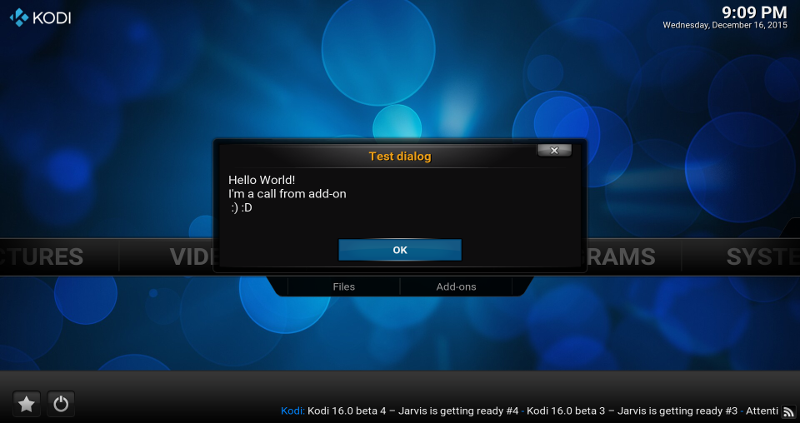 KODI
9:09 PM
Wednesday, December 16, 2015
Test dialog
Hello World!
I'm a call from add-on
:) :D
OK
CTURES VIDE RAMS SYSTE
Files Add-ons
Kodi: Kodi 16.0 beta 4 – Jarvis is getting ready #4 - Kodi 16.0 beta 3 – Jarvis is getting ready #3 - Attenti